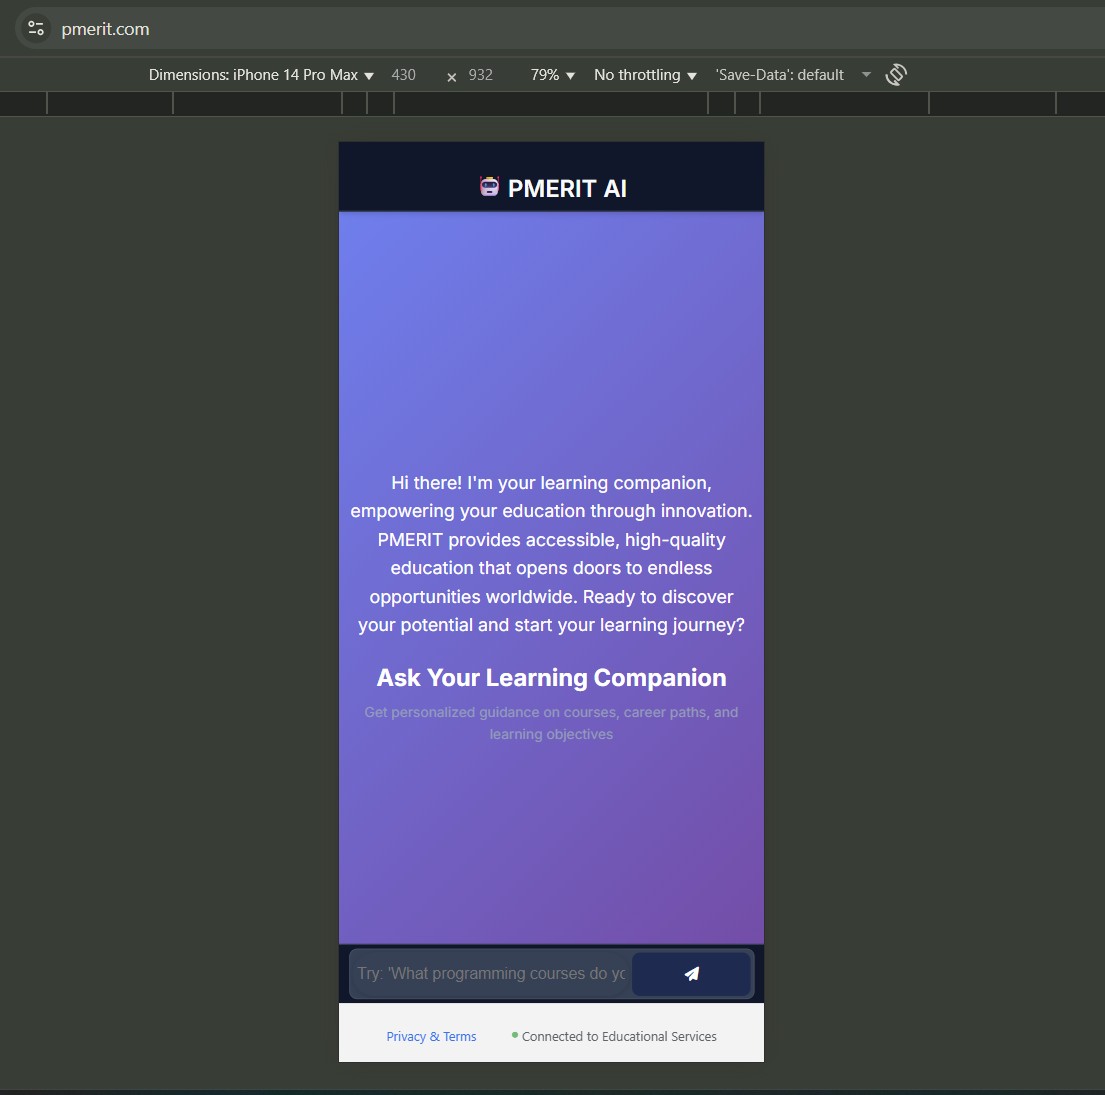 pmerit.com
Dimensions: iPhone 14 Pro Max ▼ 430 × 932 79% ▼ No throttling ▼ 'Save-Data': default
PMERIT AI
Hi there! I'm your learning companion,
empowering your education through innovation.
PMERIT provides accessible, high-quality
education that opens doors to endless
opportunities worldwide. Ready to discover
your potential and start your learning journey?
Ask Your Learning Companion
Get personalized guidance on courses, career paths, and
learning objectives
Try: 'What programming courses do yo
Privacy & Terms Connected to Educational Services